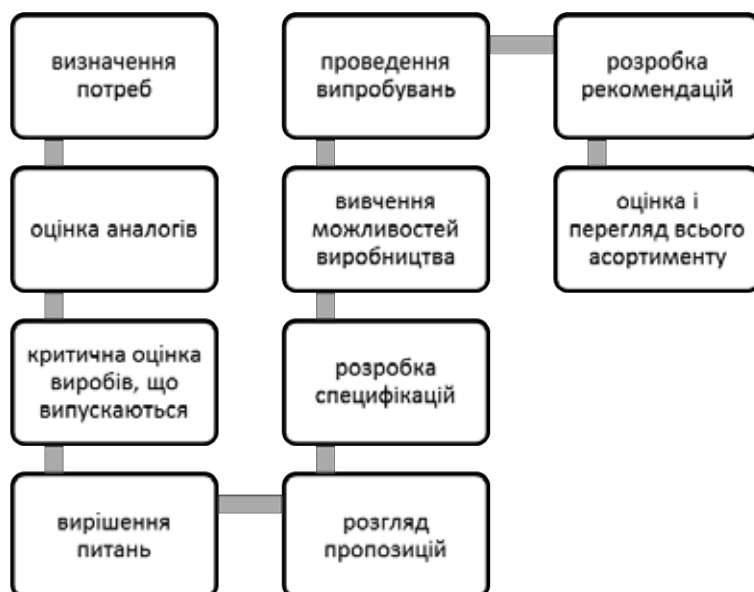 визначення
потреб
оцінка аналогів
критична оцінка
виробів, що
випускаються
вирішення
питань
розгляд
пропозицій
розробка
специфікацій
вивчення
можливостей
виробництва
проведення
випробувань
розробка
рекомендацій
оцінка і
перегляд всього
асортименту